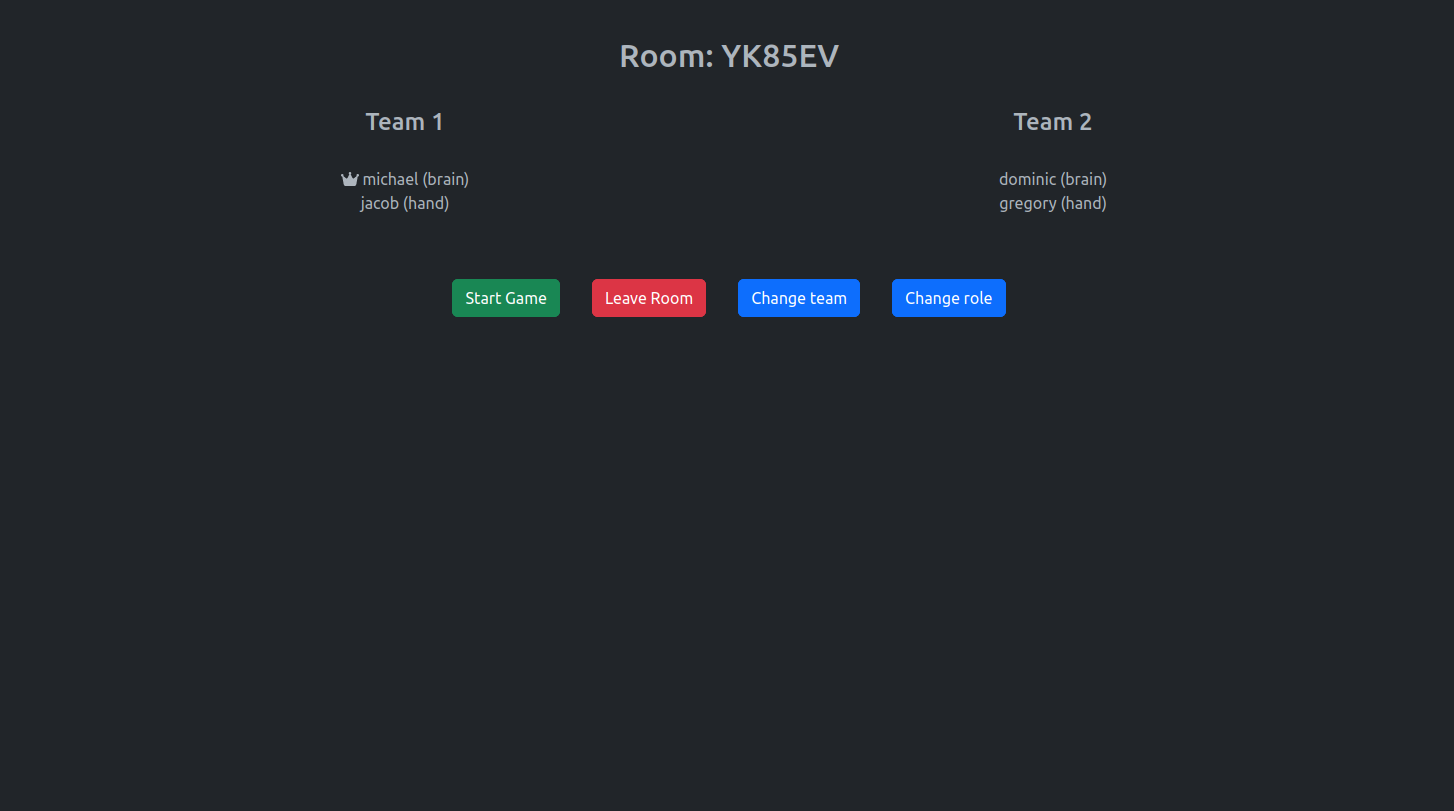 Room: YK85EV
Team 1
michael (brain)
jacob (hand)
Team 2
dominic (brain)
gregory (hand)
Start Game
Leave Room
Change team
Change role